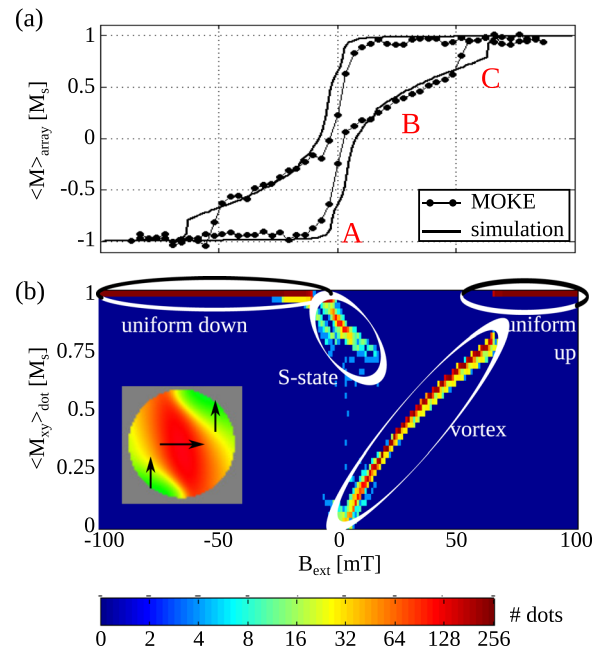 (a)
1
0.5
0
-0.5
-1
<M>array [Ms]
A
B
C
MOKE
simulation
(b)
1
0.75
0.5
0.25
0
<Mxy>dot [Ms]
uniform down
uniform
up
S-state
vortex
-100 -50 0 50 100
Bext [mT]
# dots
0 2 4 8 16 32 64 128 256